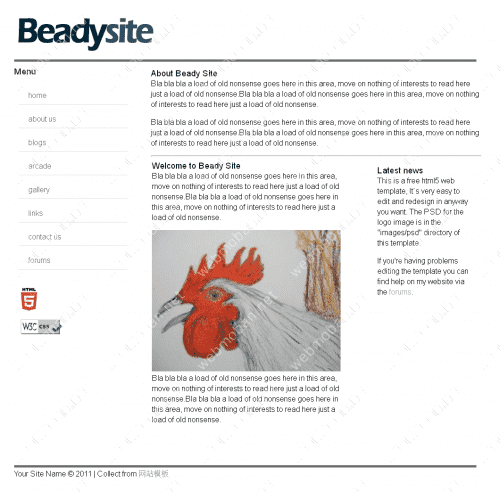 Beadysite
Menu
home
about us
blogs
arcade
gallery
links
contact us
forums
HTML
5
W3C css
About Beady Site
Bla bla bla a load of old nonsense goes here in this area, move on nothing of interests to read here
just a load of old nonsense.Bla bla bla a load of old nonsense goes here in this area, move on nothing
of interests to read here just a load of old nonsense.
Bla bla bla a load of old nonsense goes here in this area, move on nothing of interests to read here
just a load of old nonsense.Bla bla bla a load of old nonsense goes here in this area, move on nothing
of interests to read here just a load of old nonsense.
Welcome to Beady Site
Bla bla bla a load of old nonsense goes here in this area,
move on nothing of interests to read here just a load of old
nonsense.Bla bla bla a load of old nonsense goes here in
this area, move on nothing of interests to read here just a
load of old nonsense.
Bla bla bla a load of old nonsense goes here in this area,
move on nothing of interests to read here just a load of old
nonsense.Bla bla bla a load of old nonsense goes here in
this area, move on nothing of interests to read here just a
load of old nonsense.
Latest news
This is a free html5 web
template, It's very easy to
edit and redesign in anyway
you want. The PSD for the
logo image is in the
"images/psd" directory of
this template.
If you're having problems
editing the template you can
find help on my website via
the forums.
Your Site Name © 2011 | Collect from 网站模板